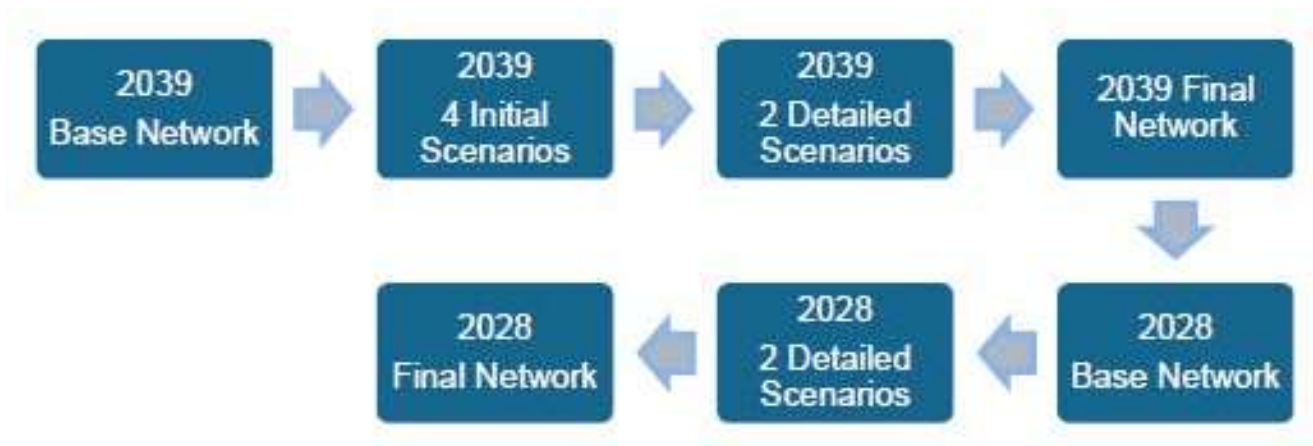 2039
Base Network
2039
4 Initial
Scenarios
2039
2 Detailed
Scenarios
2039 Final
Network
2028
Base Network
2028
2 Detailed
Scenarios
2028
Final Network